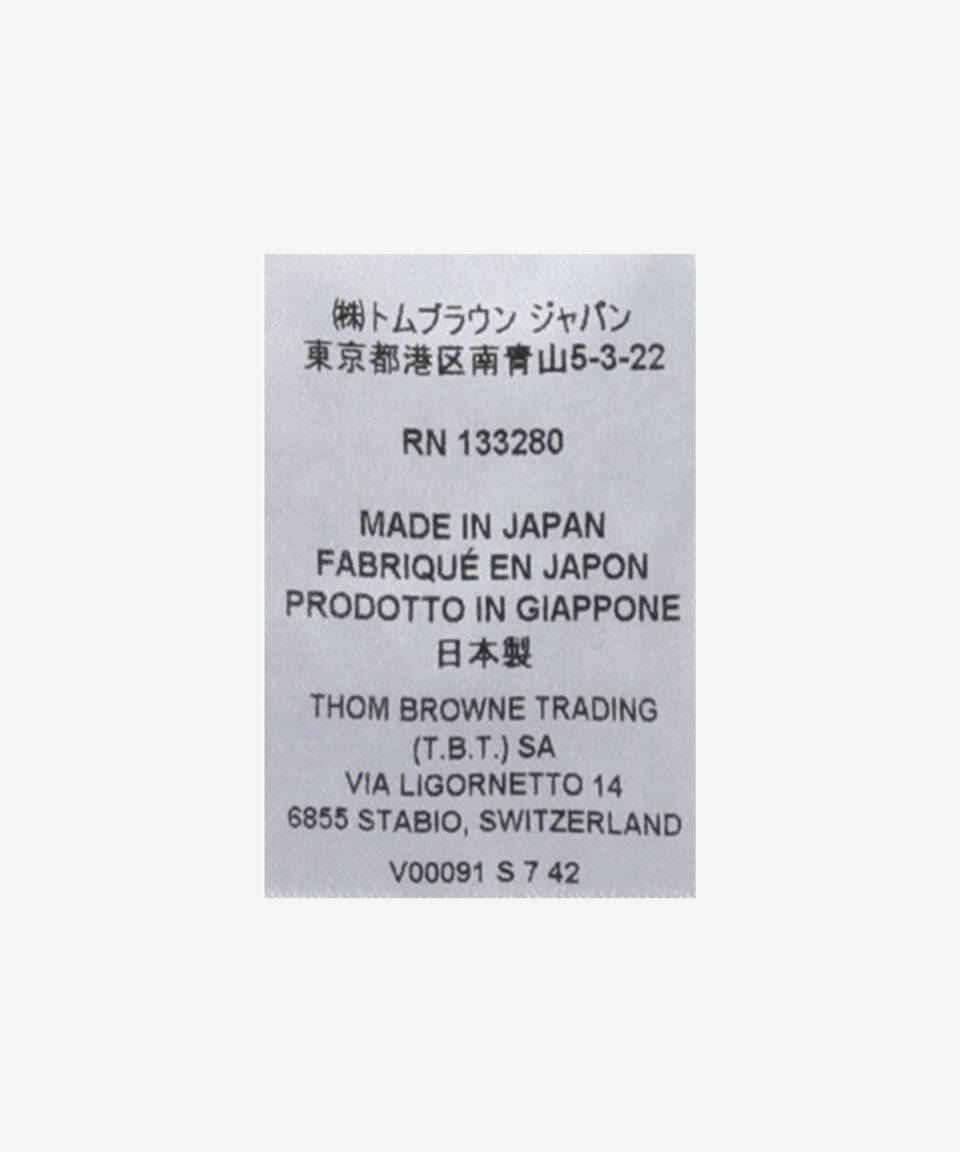 ㈱トムブラウン ジャパン
東京都港区南青山5-3-22
RN 133280
MADE IN JAPAN
FABRIQUÉ EN JAPON
PRODOTTO IN GIAPPONE
日本製
THOM BROWNE TRADING
(T.B.T.) SA
VIA LIGORNETTO 14
6855 STABIO, SWITZERLAND
V00091 S 7 42